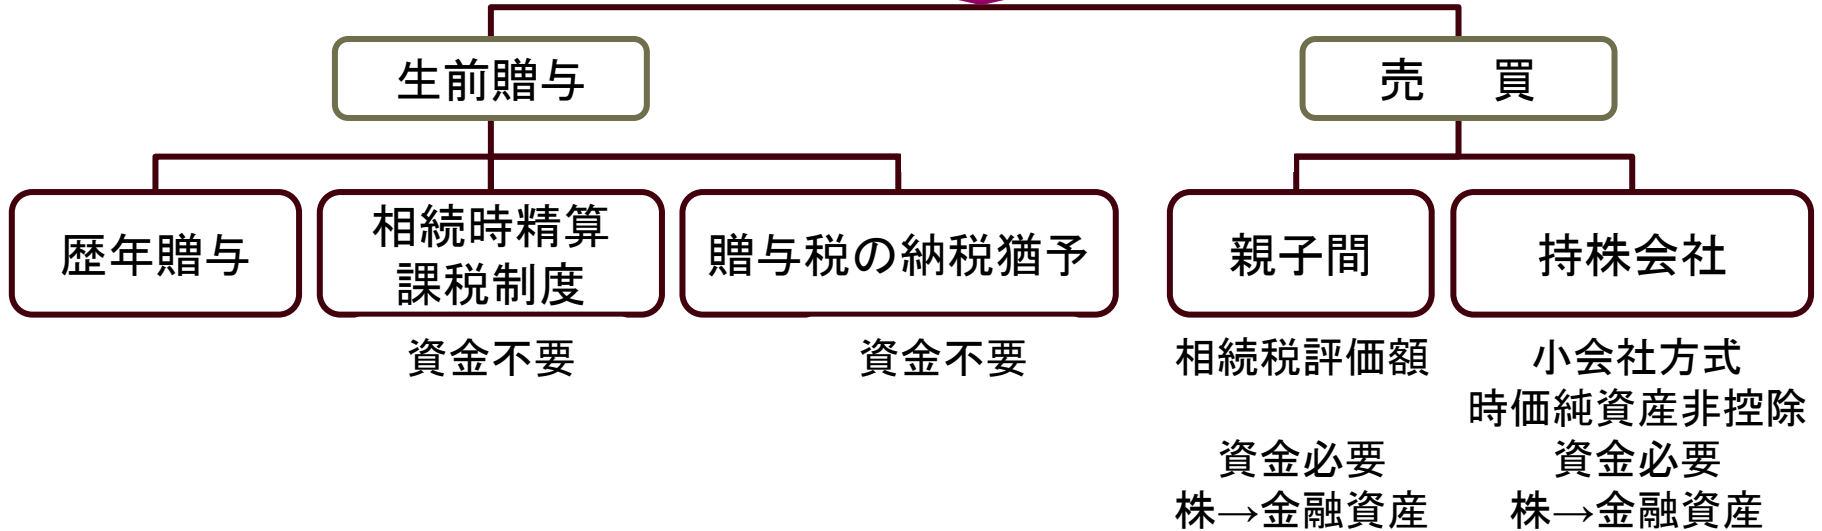 生前贈与
売 買
歴年贈与
相続時精算
課税制度
贈与税の納税猶予
親子間
持株会社
資金不要
資金不要
相続税評価額
小会社方式
時価純資産非控除
資金必要
資金必要
株→金融資産
株→金融資産